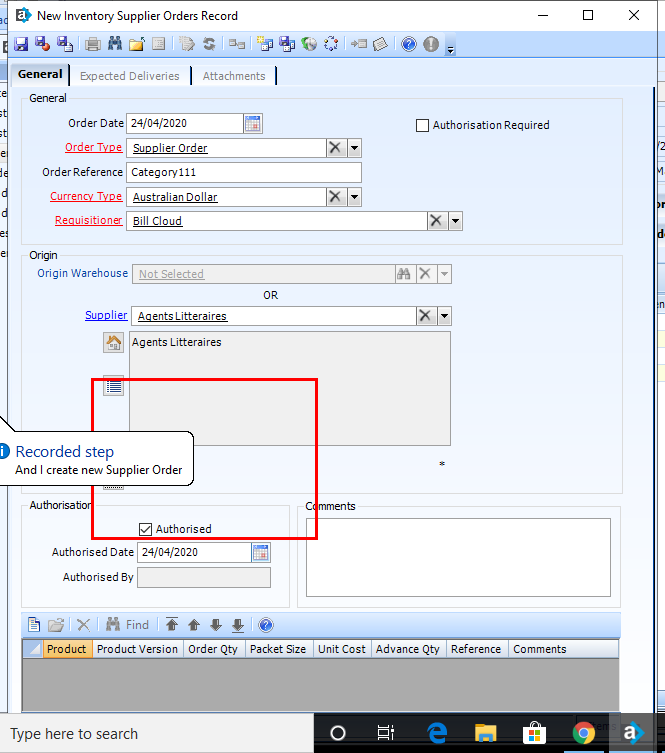 New Inventory Supplier Orders Record
General
Expected Deliveries
Attachments
General
Order Date 24/04/2020
Authorisation Required
Order Type Supplier Order
Order Reference Category111
Currency Type Australian Dollar
Requisitioner Bill Cloud
Origin
Origin Warehouse Not Selected
OR
Supplier Agents Litteraires
Agents Litteraires
Recorded step
And I create new Supplier Order
*
Authorisation
Comments
Authorised
Authorised Date 24/04/2020
Authorised By
Find
Product Product Version Order Qty Packet Size Unit Cost Advance Qty Reference Comments
Type here to search